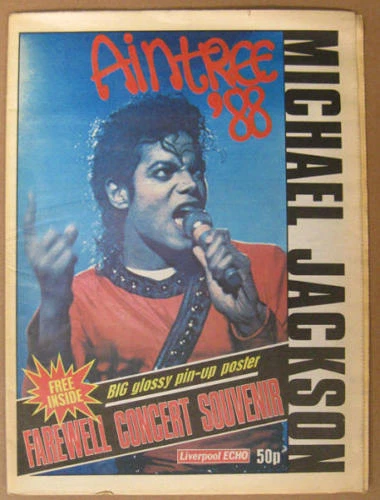 Aintree
'88
MICHAEL JACKSON
FREE
INSIDE
BIG glossy pin-up poster
FAREWELL CONCERT SOUVENIR
Liverpool ECHO 50p